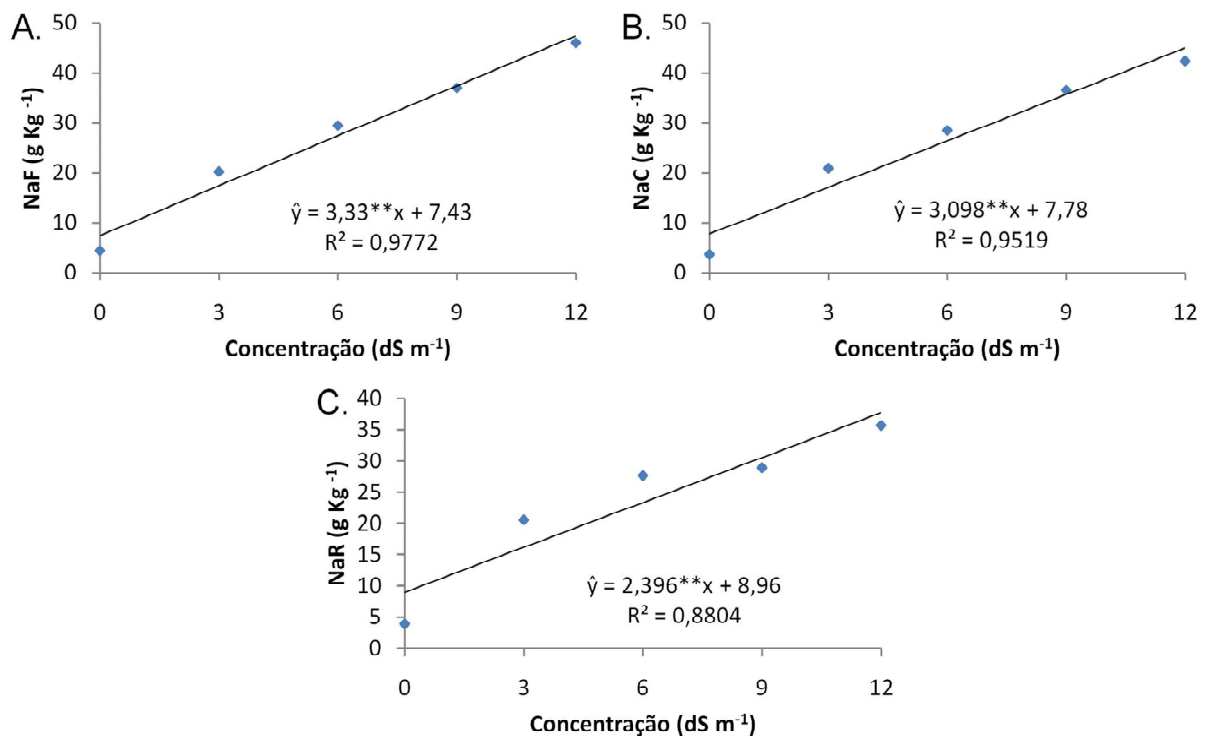 A.
NaF (g Kg ⁻¹)
50
40
30
20
10
0
ŷ = 3,33**x + 7,43
R² = 0,9772
0 3 6 9 12
Concentração (dS m⁻¹)
B.
NaC (g Kg ⁻¹)
50
40
30
20
10
0
ŷ = 3,098**x + 7,78
R² = 0,9519
0 3 6 9 12
Concentração (dS m⁻¹)
C.
NaR (g Kg ⁻¹)
40
35
30
25
20
15
10
5
0
ŷ = 2,396**x + 8,96
R² = 0,8804
0 3 6 9 12
Concentração (dS m⁻¹)